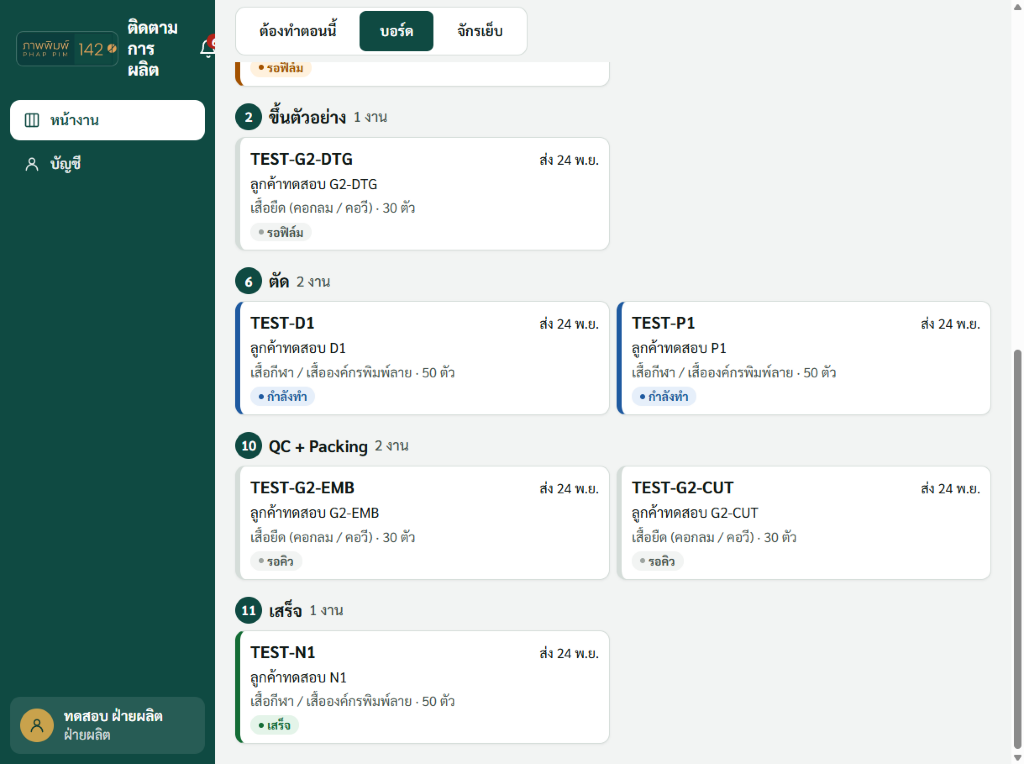 ภาพพิมพ์
PHAP PIM
142
ติดตาม
การ
ผลิต
หน้างาน
บัญชี
ทดสอบ ฝ่ายผลิต
ฝ่ายผลิต
ต้องทำตอนนี้
บอร์ด
จักรเย็บ
รอฟิล์ม
2 ขึ้นตัวอย่าง 1 งาน
TEST-G2-DTG ส่ง 24 พ.ย.
ลูกค้าทดสอบ G2-DTG
เสื้อยืด (คอกลม / คอวี) · 30 ตัว
รอฟิล์ม
6 ตัด 2 งาน
TEST-D1 ส่ง 24 พ.ย.
ลูกค้าทดสอบ D1
เสื้อกีฬา / เสื้อองค์กรพิมพ์ลาย · 50 ตัว
กำลังทำ
TEST-P1 ส่ง 24 พ.ย.
ลูกค้าทดสอบ P1
เสื้อกีฬา / เสื้อองค์กรพิมพ์ลาย · 50 ตัว
กำลังทำ
10 QC + Packing 2 งาน
TEST-G2-EMB ส่ง 24 พ.ย.
ลูกค้าทดสอบ G2-EMB
เสื้อยืด (คอกลม / คอวี) · 30 ตัว
รอคิว
TEST-G2-CUT ส่ง 24 พ.ย.
ลูกค้าทดสอบ G2-CUT
เสื้อยืด (คอกลม / คอวี) · 30 ตัว
รอคิว
11 เสร็จ 1 งาน
TEST-N1 ส่ง 24 พ.ย.
ลูกค้าทดสอบ N1
เสื้อกีฬา / เสื้อองค์กรพิมพ์ลาย · 50 ตัว
เสร็จ